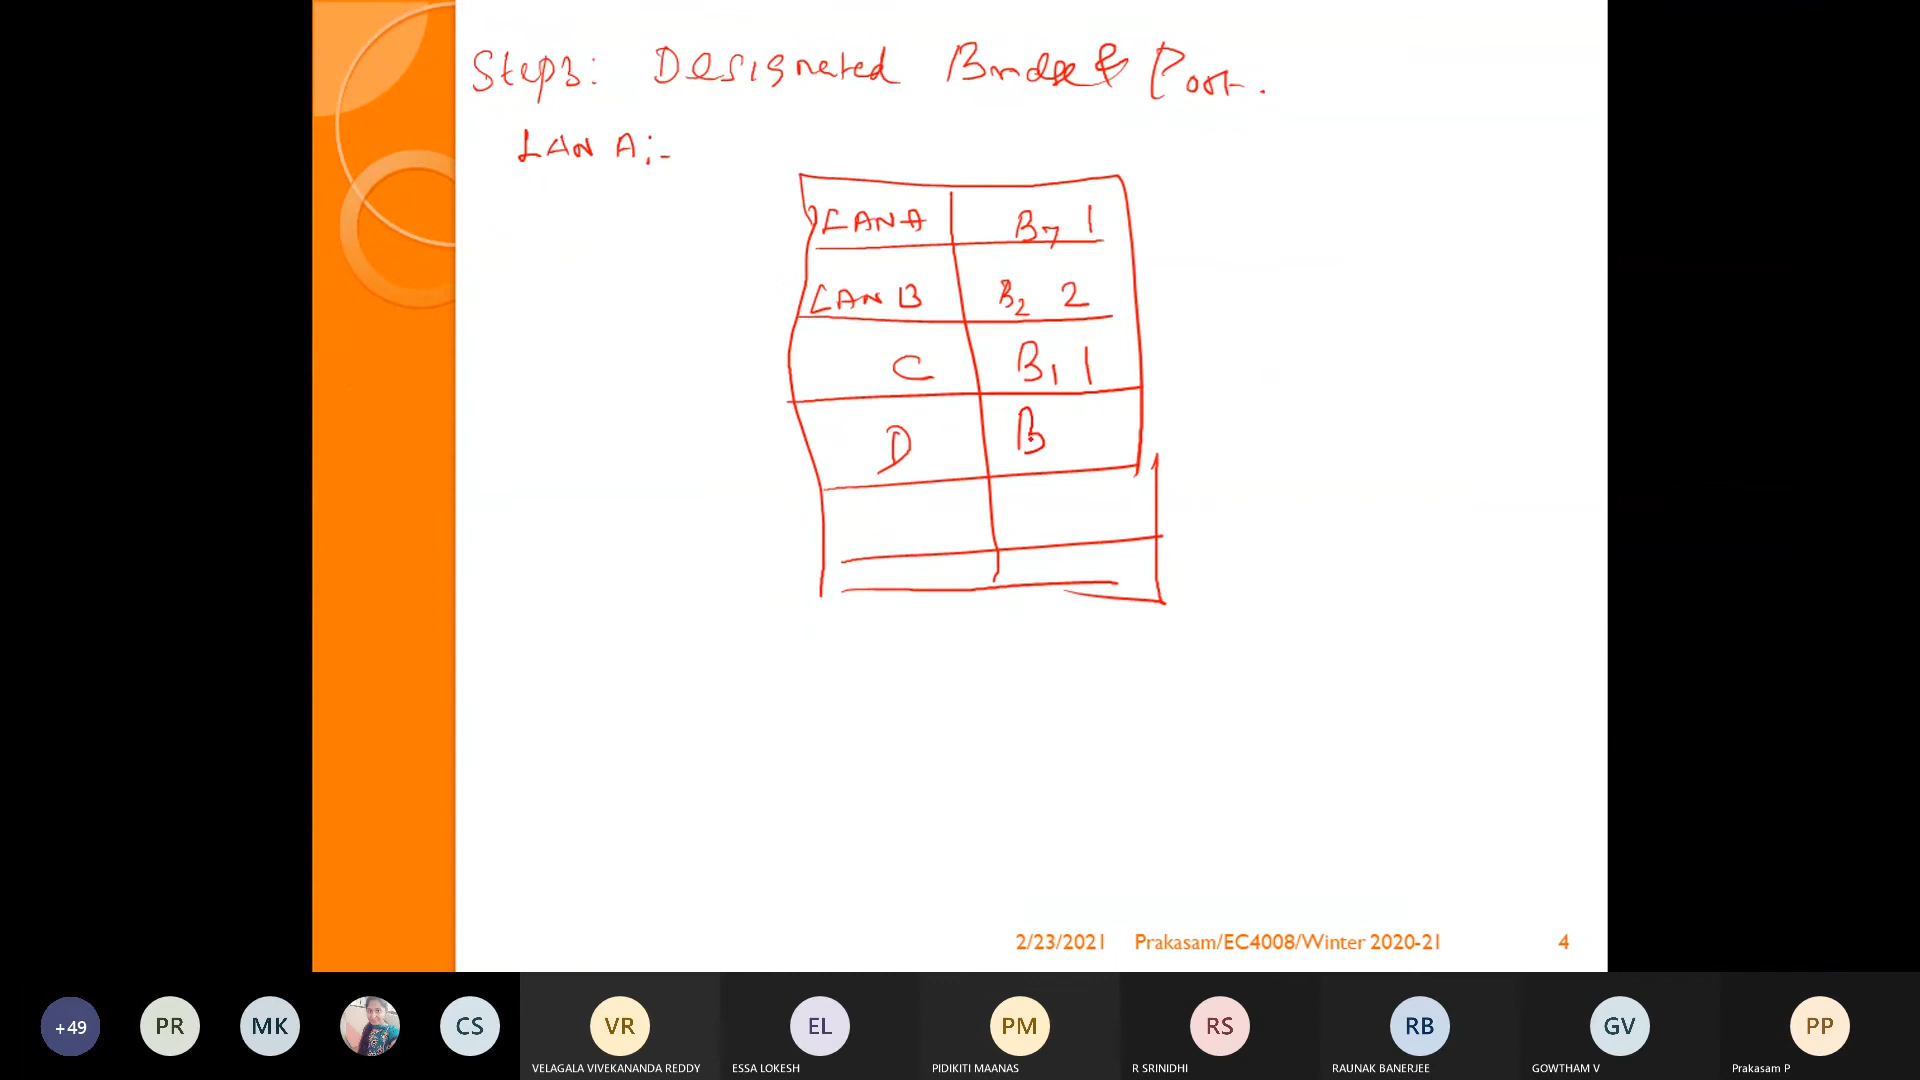 Step3: Designated Bridge & Port.
LAN A:-
LAN A B7 1
LAN B B2 2
C B1 1
D B
2/23/2021 Prakasam/EC4008/Winter 2020-21 4
+49 PR MK CS VR EL PM RS RB GV PP
VELAGALA VIVEKANANDA REDDY ESSA LOKESH PIDIKITI MAANAS R SRINIDHI RAUNAK BANERJEE GOWTHAM V Prakasam P